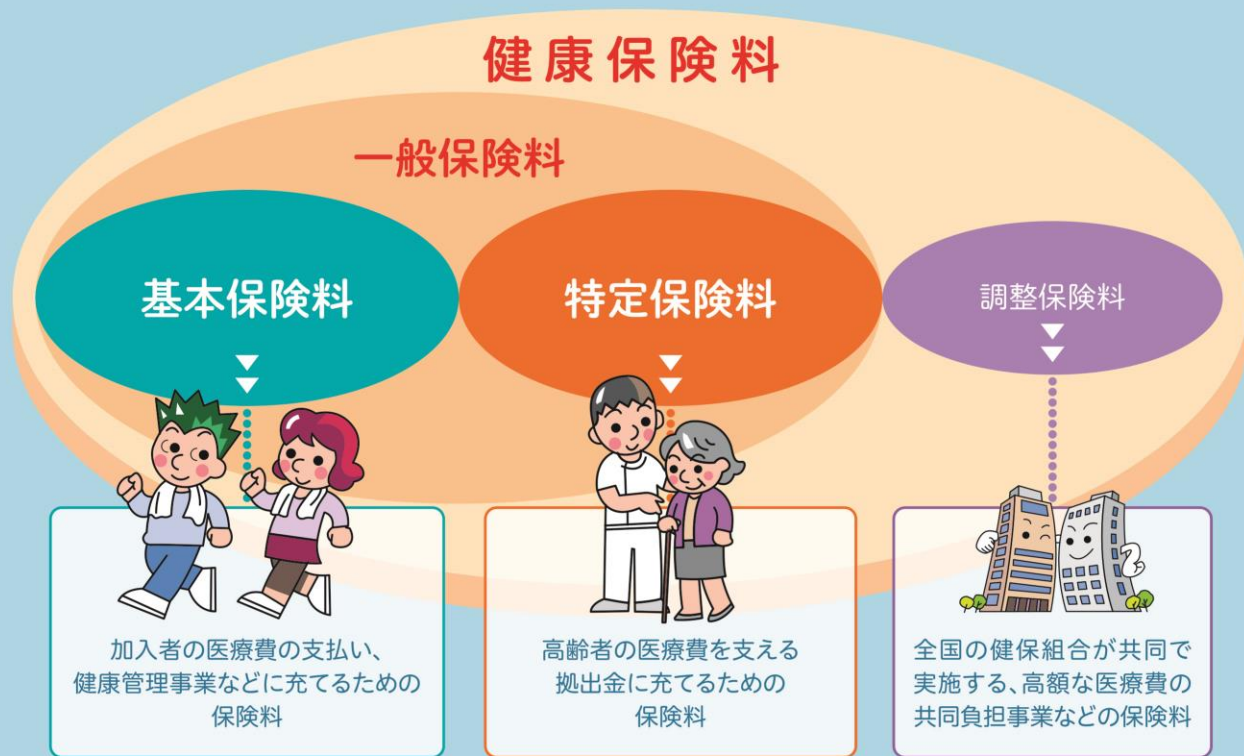 健康保険料
一般保険料
基本保険料
特定保険料
調整保険料
加入者の医療費の支払い、
健康管理事業などに充てるための
保険料
高齢者の医療費を支える
拠出金に充てるための
保険料
全国の健保組合が共同で
実施する、高額な医療費の
共同負担事業などの保険料